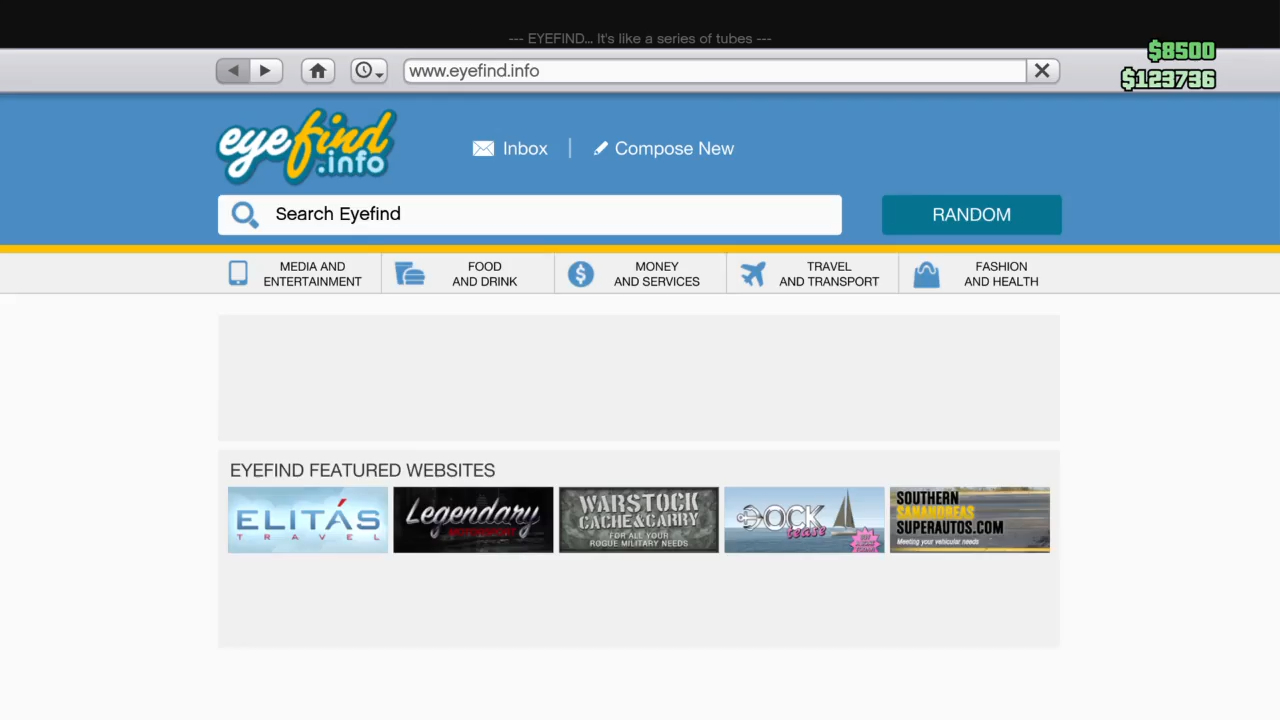 --- EYEFIND... It's like a series of tubes ---
$8500
www.eyefind.info
$123736
eyefind
.info
Inbox
Compose New
Search Eyefind
RANDOM
MEDIA AND
ENTERTAINMENT
FOOD
AND DRINK
MONEY
AND SERVICES
TRAVEL
AND TRANSPORT
FASHION
AND HEALTH
EYEFIND FEATURED WEBSITES
ELITÁS
TRAVEL
Legendary
WARSTOCK
CACHE&CARRY
FOR ALL YOUR
ROGUE MILITARY NEEDS
DOCK
tease
SOUTHERN
SANANDREAS
SUPERAUTOS.COM
Meeting your vehicular needs